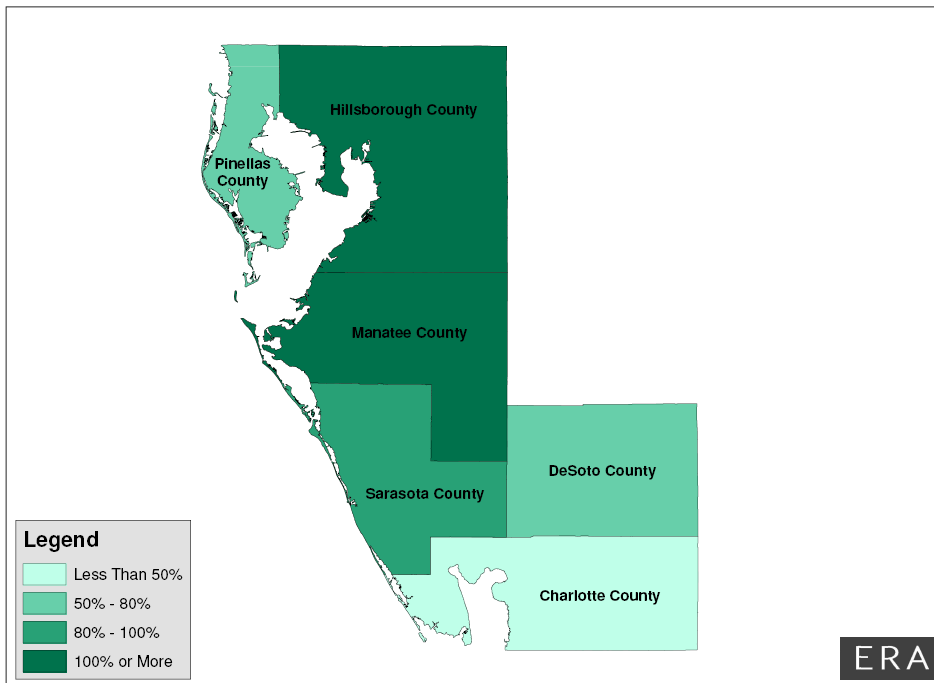 Hillsborough County
Pinellas
County
Manatee County
DeSoto County
Sarasota County
Charlotte County
Legend
Less Than 50%
50% - 80%
80% - 100%
100% or More
ERA